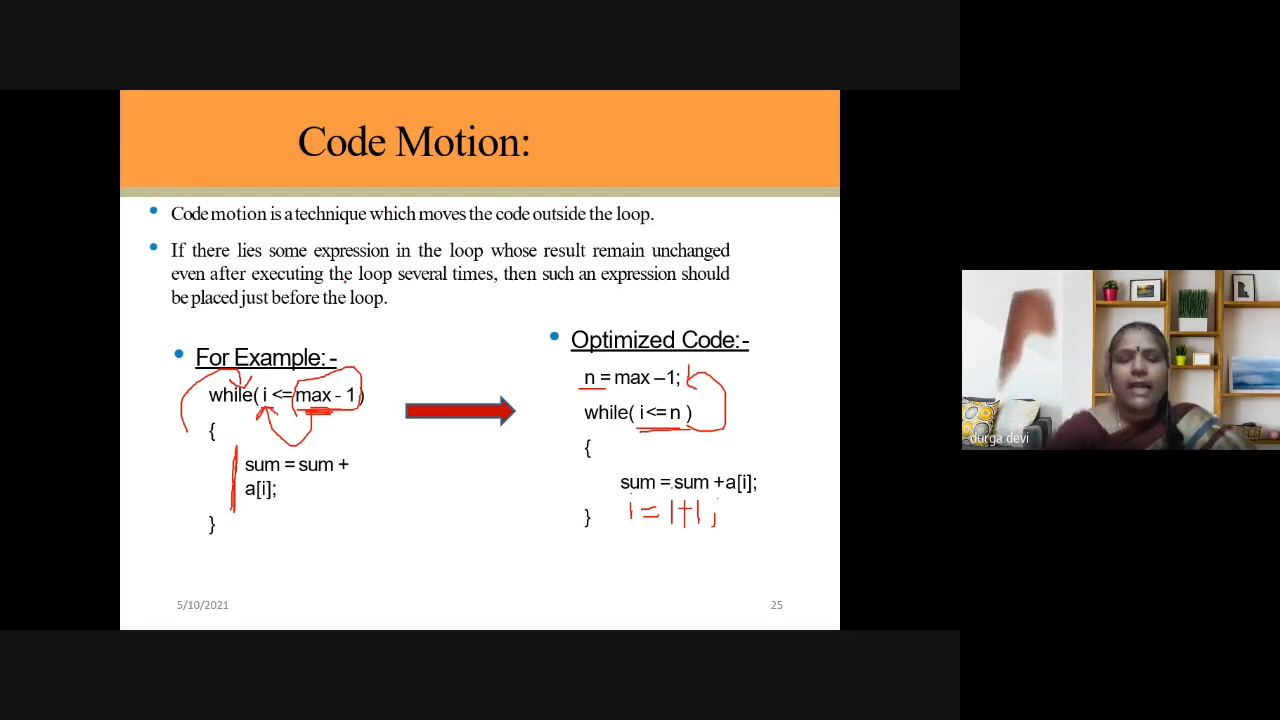 Code Motion:
• Code motion is a technique which moves the code outside the loop.
• If there lies some expression in the loop whose result remain unchanged
even after executing the loop several times, then such an expression should
be placed just before the loop.
• For Example: -
while( i <= max - 1 )
{
sum = sum +
a[i];
}
• Optimized Code:-
n = max –1;
while( i <= n )
{
sum = sum +a[i];
i = i+1;
}
5/10/2021
25
durga devi